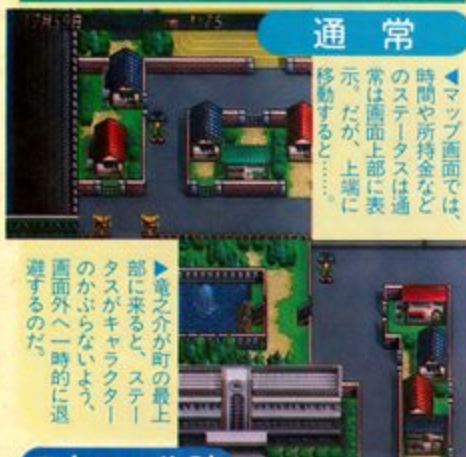 通常
◀マップ画面では、
時間や所持金など
のステータスは通
常は画面上部に表
示。だが、上端に
移動すると……。
▶竜之介が町の最上
部に来ると、ステー
タスがキャラクター
のかぶらないよう、
画面外へ一時的に退
避するのだ。